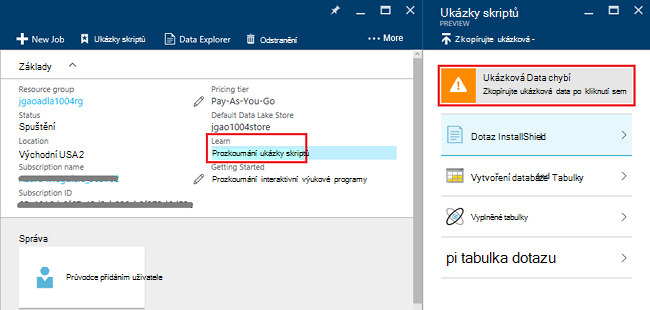 Ukázky skriptů
PREVIEW
New Job
Ukázky skriptů
Data Explorer
Odstranění
More
Zkopírujte ukázková -
Základy
Resource group
jgaoadla1004rg
Status
Spuštění
Location
Východní USA2
Subscription name
Subscription ID
Pricing tier
Pay-As-You-Go
Default Data Lake Store
jgao1004store
Learn
Prozkoumání ukázky skriptů
Getting Started
Prozkoumání interaktivní výukové programy
Správa
Průvodce přidáním uživatele
Ukázková Data chybí
Zkopírujte ukázková data po kliknutí sem
Dotaz InstallShield
Vytvoření databáze Tabulky
Vyplněné tabulky
pi tabulka dotazu